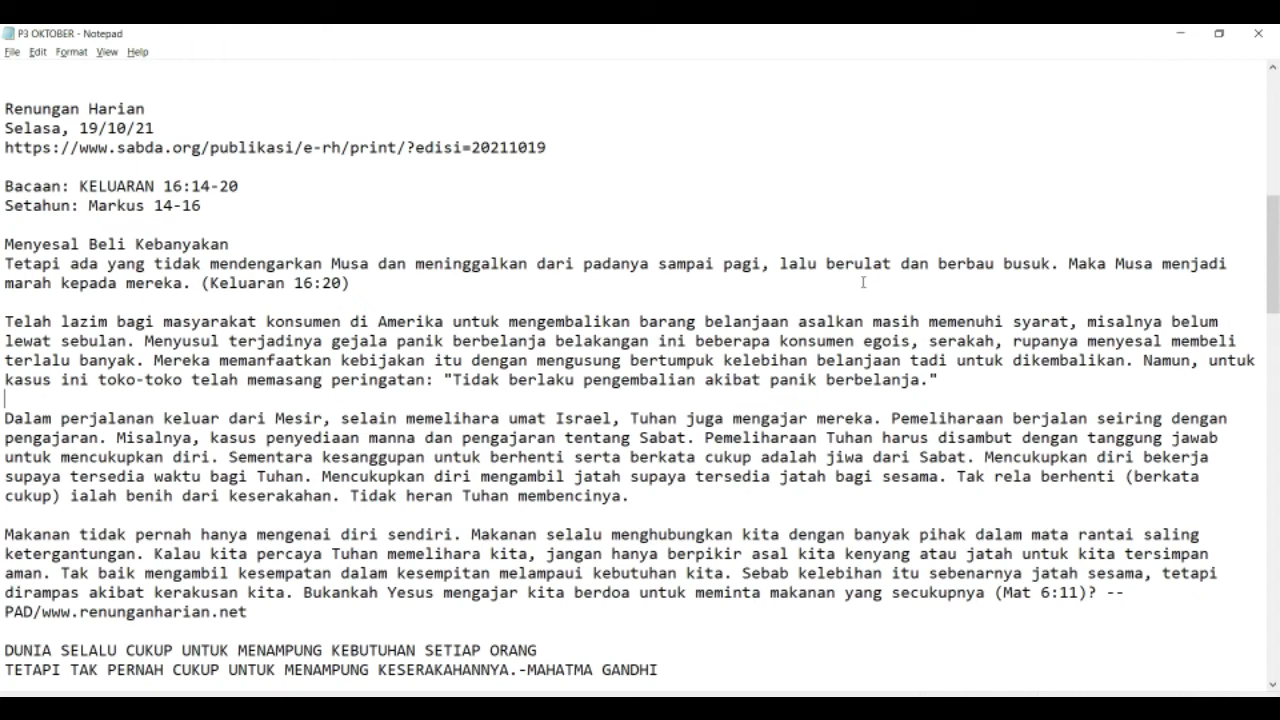 P3 OKTOBER - Notepad
File Edit Format View Help
Renungan Harian
Selasa, 19/10/21
https://www.sabda.org/publikasi/e-rh/print/?edisi=20211019
Bacaan: KELUARAN 16:14-20
Setahun: Markus 14-16
Menyesal Beli Kebanyakan
Tetapi ada yang tidak mendengarkan Musa dan meninggalkan dari padanya sampai pagi, lalu berulat dan berbau busuk. Maka Musa menjadi
marah kepada mereka. (Keluaran 16:20)
Telah lazim bagi masyarakat konsumen di Amerika untuk mengembalikan barang belanjaan asalkan masih memenuhi syarat, misalnya belum
lewat sebulan. Menyusul terjadinya gejala panik berbelanja belakangan ini beberapa konsumen egois, serakah, rupanya menyesal membeli
terlalu banyak. Mereka memanfaatkan kebijakan itu dengan mengusung bertumpuk kelebihan belanjaan tadi untuk dikembalikan. Namun, untuk
kasus ini toko-toko telah memasang peringatan: "Tidak berlaku pengembalian akibat panik berbelanja."
Dalam perjalanan keluar dari Mesir, selain memelihara umat Israel, Tuhan juga mengajar mereka. Pemeliharaan berjalan seiring dengan
pengajaran. Misalnya, kasus penyediaan manna dan pengajaran tentang Sabat. Pemeliharaan Tuhan harus disambut dengan tanggung jawab
untuk mencukupkan diri. Sementara kesanggupan untuk berhenti serta berkata cukup adalah jiwa dari Sabat. Mencukupkan diri bekerja
supaya tersedia waktu bagi Tuhan. Mencukupkan diri mengambil jatah supaya tersedia jatah bagi sesama. Tak rela berhenti (berkata
cukup) ialah benih dari keserakahan. Tidak heran Tuhan membencinya.
Makanan tidak pernah hanya mengenai diri sendiri. Makanan selalu menghubungkan kita dengan banyak pihak dalam mata rantai saling
ketergantungan. Kalau kita percaya Tuhan memelihara kita, jangan hanya berpikir asal kita kenyang atau jatah untuk kita tersimpan
aman. Tak baik mengambil kesempatan dalam kesempitan melampaui kebutuhan kita. Sebab kelebihan itu sebenarnya jatah sesama, tetapi
dirampas akibat kerakusan kita. Bukankah Yesus mengajar kita berdoa untuk meminta makanan yang secukupnya (Mat 6:11)? --
PAD/www.renunganharian.net
DUNIA SELALU CUKUP UNTUK MENAMPUNG KEBUTUHAN SETIAP ORANG
TETAPI TAK PERNAH CUKUP UNTUK MENAMPUNG KESERAKAHANNYA.-MAHATMA GANDHI